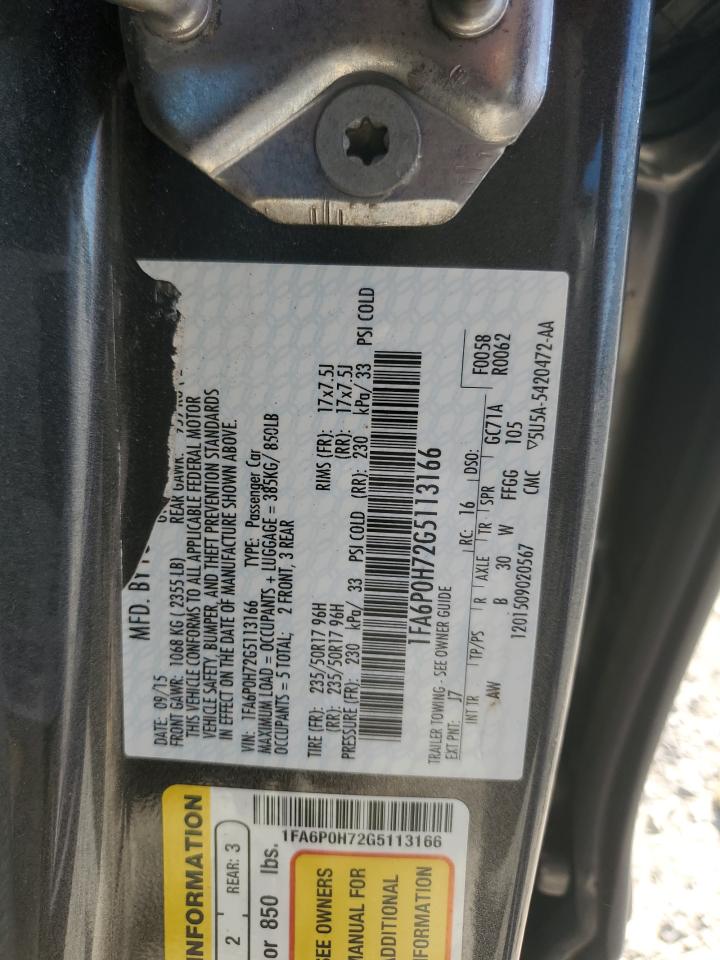 MFD. BY
DATE: 09/15
FRONT GAWR: 1068 KG ( 2355 LB) REAR GAWR:
THIS VEHICLE CONFORMS TO ALL APPLICABLE FEDERAL MOTOR
VEHICLE SAFETY, BUMPER, AND THEFT PREVENTION STANDARDS
IN EFFECT ON THE DATE OF MANUFACTURE SHOWN ABOVE.
VIN: 1FA6P0H72G5113166 TYPE: Passenger Car
MAXIMUM LOAD = OCCUPANTS + LUGGAGE = 385KG/ 850LB
OCCUPANTS = 5 TOTAL; 2 FRONT, 3 REAR
TIRE (FR): 235/50R17 96H RIMS (FR): 17x7.5J
(RR): 235/50R17 96H (RR): 17x7.5J
PRESSURE (FR): 230 kPa/ 33 PSI COLD (RR): 230 kPa/ 33 PSI COLD
1FA6P0H72G5113166
TRAILER TOWING - SEE OWNER GUIDE
EXT PNT: J7 RC: 16 DSO: F0058
INT TR TP/PS R AXLE TR SPR GC71A R0062
AW B 30 W FFGG 105
1201509020567 CMC ▽5U5A-5420472-AA
INFORMATION
2 REAR: 3
or 850 lbs.
1FA6P0H72G5113166
SEE OWNERS
MANUAL FOR
ADDITIONAL
INFORMATION